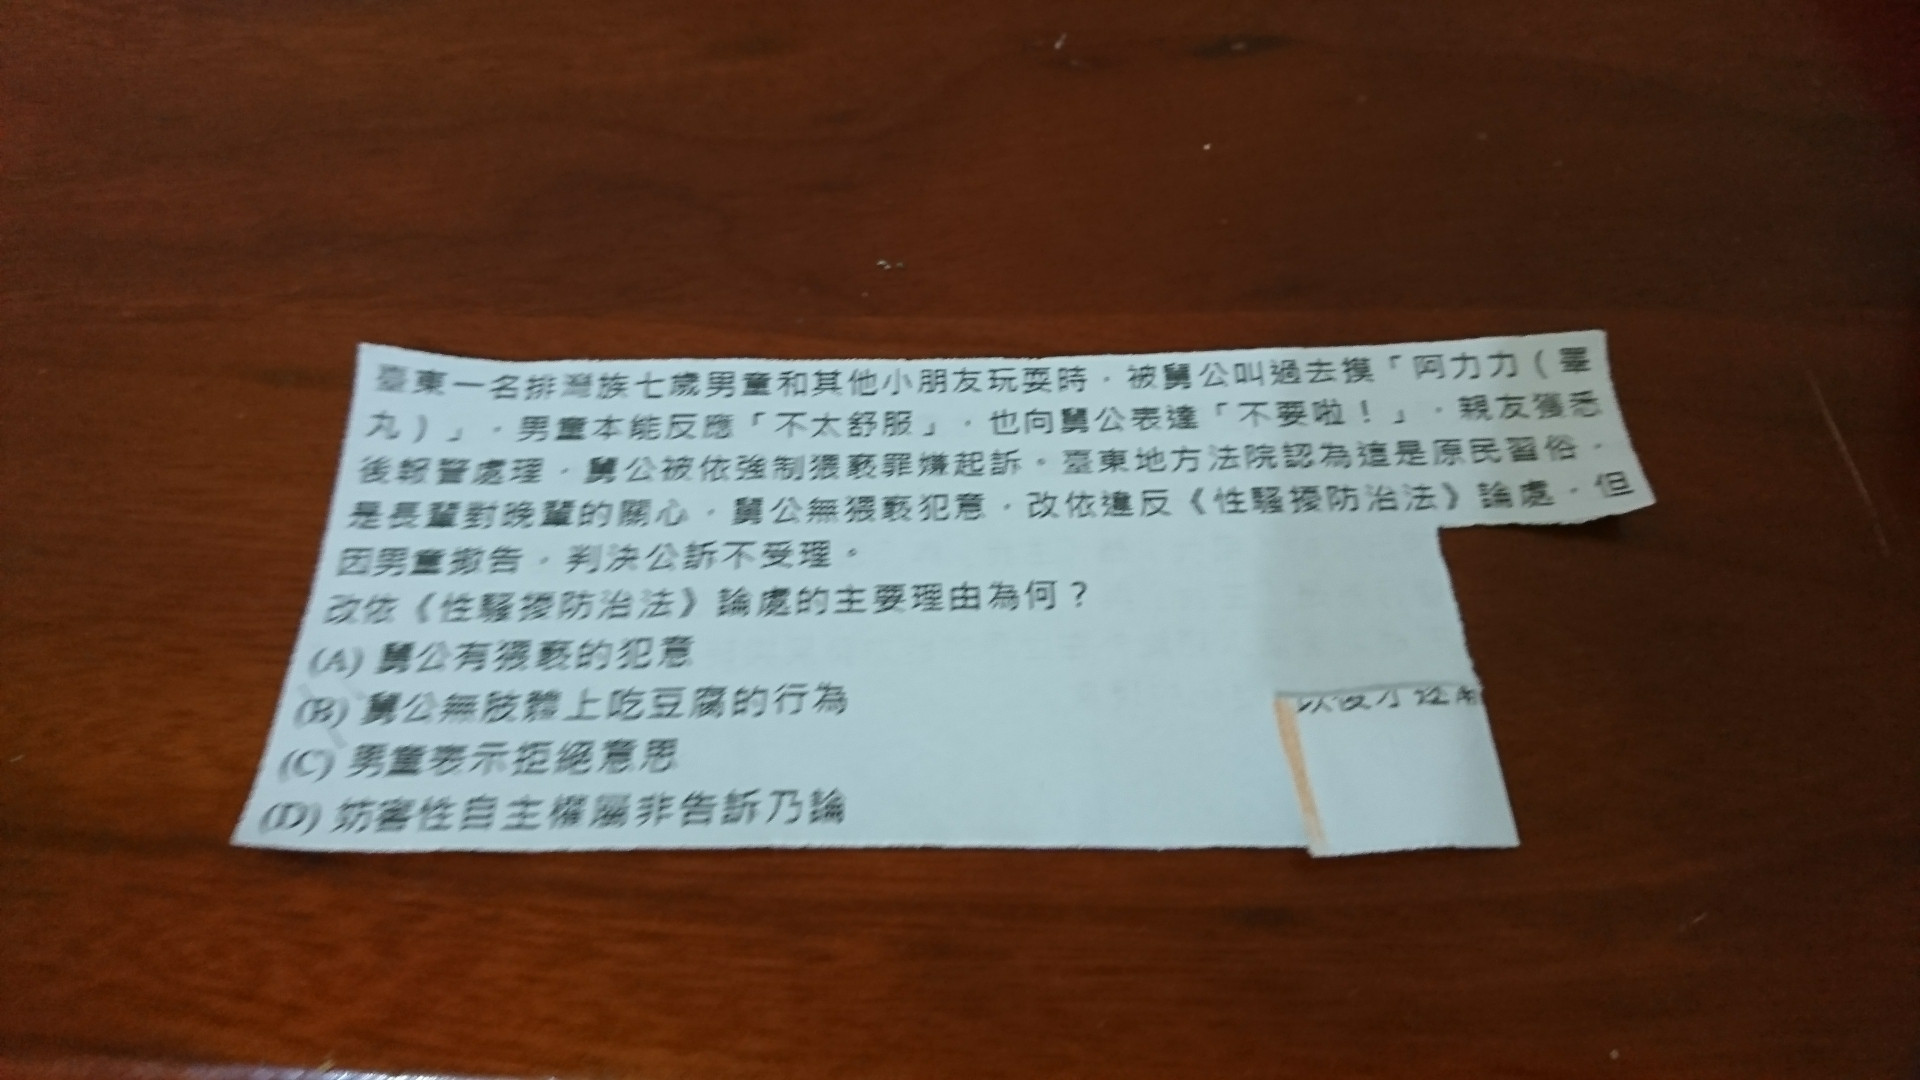 臺東一名排灣族七歲男童和其他小朋友玩耍時，被舅公叫過去摸「阿力力（睪
丸）」，男童本能反應「不太舒服」，也向舅公表達「不要啦！」，親友獲悉
後報警處理，舅公被依強制猥褻罪嫌起訴。臺東地方法院認為這是原民習俗，
是長輩對晚輩的關心，舅公無猥褻犯意，改依違反《性騷擾防治法》論處，但
因男童撤告，判決公訴不受理。
改依《性騷擾防治法》論處的主要理由為何？
(A) 舅公有猥褻的犯意
(B) 舅公無肢體上吃豆腐的行為
(C) 男童表示拒絕意思
(D) 妨害性自主權屬非告訴乃論